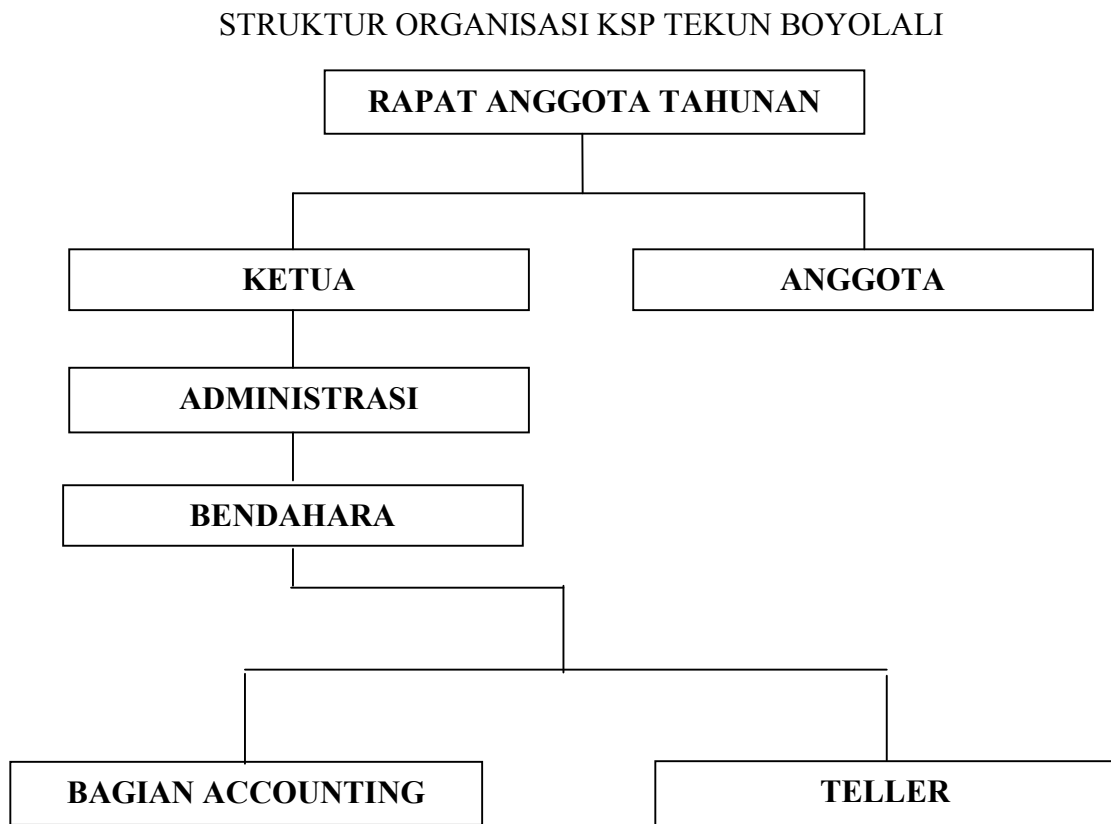 STRUKTUR ORGANISASI KSP TEKUN BOYOLALI
RAPAT ANGGOTA TAHUNAN
KETUA
ANGGOTA
ADMINISTRASI
BENDAHARA
BAGIAN ACCOUNTING
TELLER